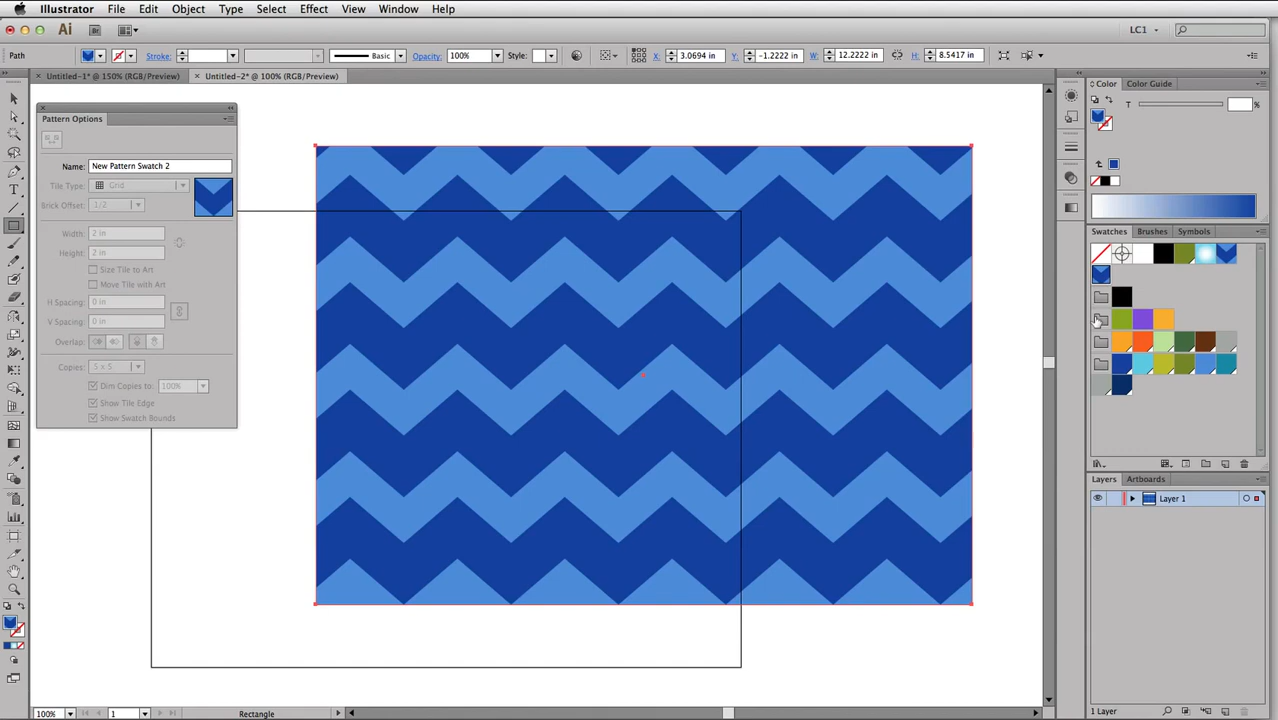 Illustrator File Edit Object Type Select Effect View Window Help
Ai Br LC1
Path Stroke: Basic Opacity: 100% Style: X: 3.0694 in Y: -1.2222 in W: 12.2222 in H: 8.5417 in
Untitled-1* @ 150% (RGB/Preview) Untitled-2* @ 100% (RGB/Preview)
Pattern Options
Name: New Pattern Swatch 2
Tile Type: Grid
Brick Offset: 1/2
Width: 2 in
Height: 2 in
Size Tile to Art
Move Tile with Art
H Spacing: 0 in
V Spacing: 0 in
Overlap:
Copies: 5 x 5
Dim Copies to: 100%
Show Tile Edge
Show Swatch Bounds
Color Color Guide
T %
Swatches Brushes Symbols
Layers Artboards
Layer 1
1 Layer
100% 1 Rectangle